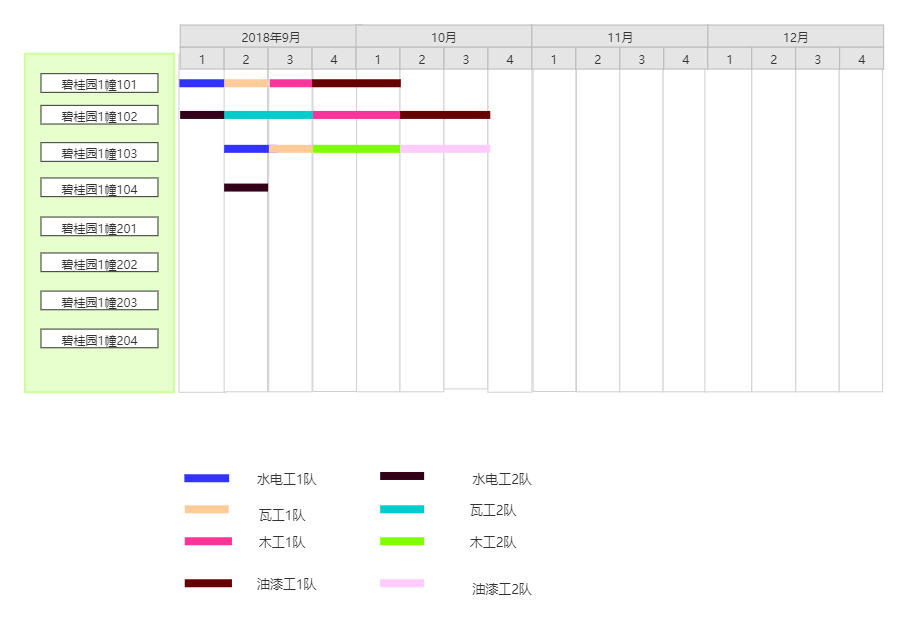 2018年9月 10月 11月 12月
1 2 3 4 1 2 3 4 1 2 3 4 1 2 3 4
碧桂园1幢101
碧桂园1幢102
碧桂园1幢103
碧桂园1幢104
碧桂园1幢201
碧桂园1幢202
碧桂园1幢203
碧桂园1幢204
水电工1队 水电工2队
瓦工1队 瓦工2队
木工1队 木工2队
油漆工1队 油漆工2队